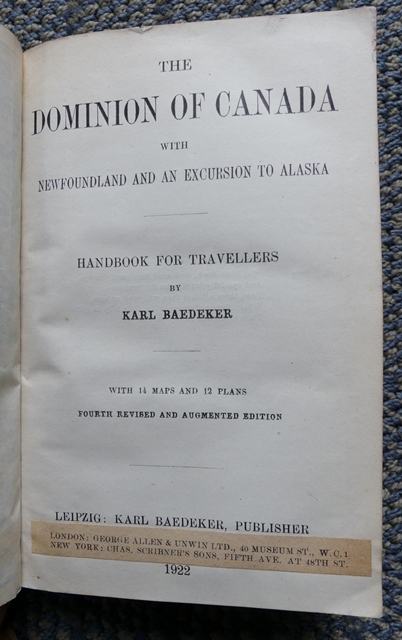 THE
DOMINION OF CANADA
WITH
NEWFOUNDLAND AND AN EXCURSION TO ALASKA
HANDBOOK FOR TRAVELLERS
BY
KARL BAEDEKER
WITH 14 MAPS AND 12 PLANS
FOURTH REVISED AND AUGMENTED EDITION
LEIPZIG: KARL BAEDEKER, PUBLISHER
LONDON: GEORGE ALLEN & UNWIN LTD., 40 MUSEUM ST., W.C.1
NEW YORK: CHAS. SCRIBNER'S SONS, FIFTH AVE. AT 48TH ST.
1922